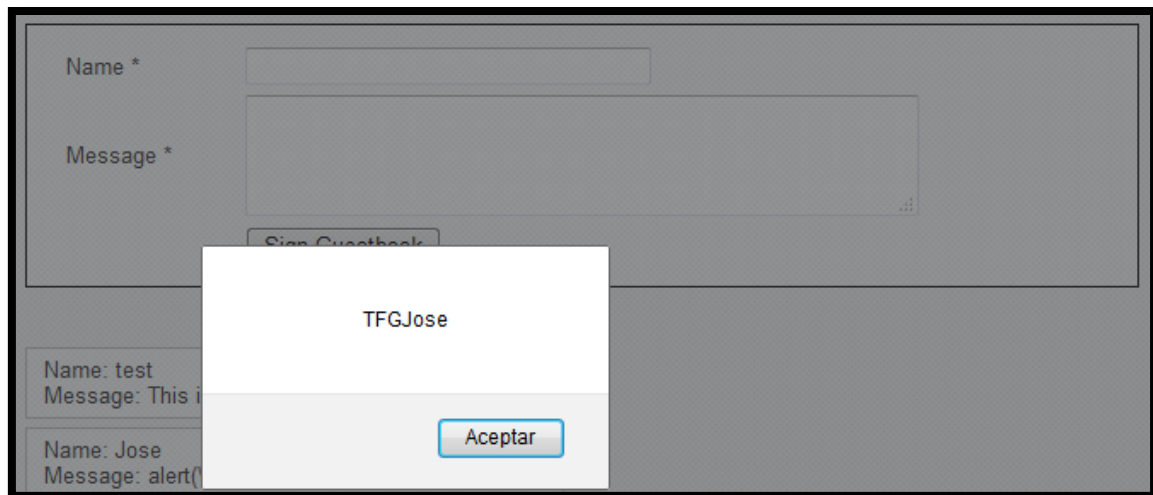 Name *
Message *
Sign Guestbook
TFGJose
Aceptar
Name: test
Message: This i
Name: Jose
Message: alert(